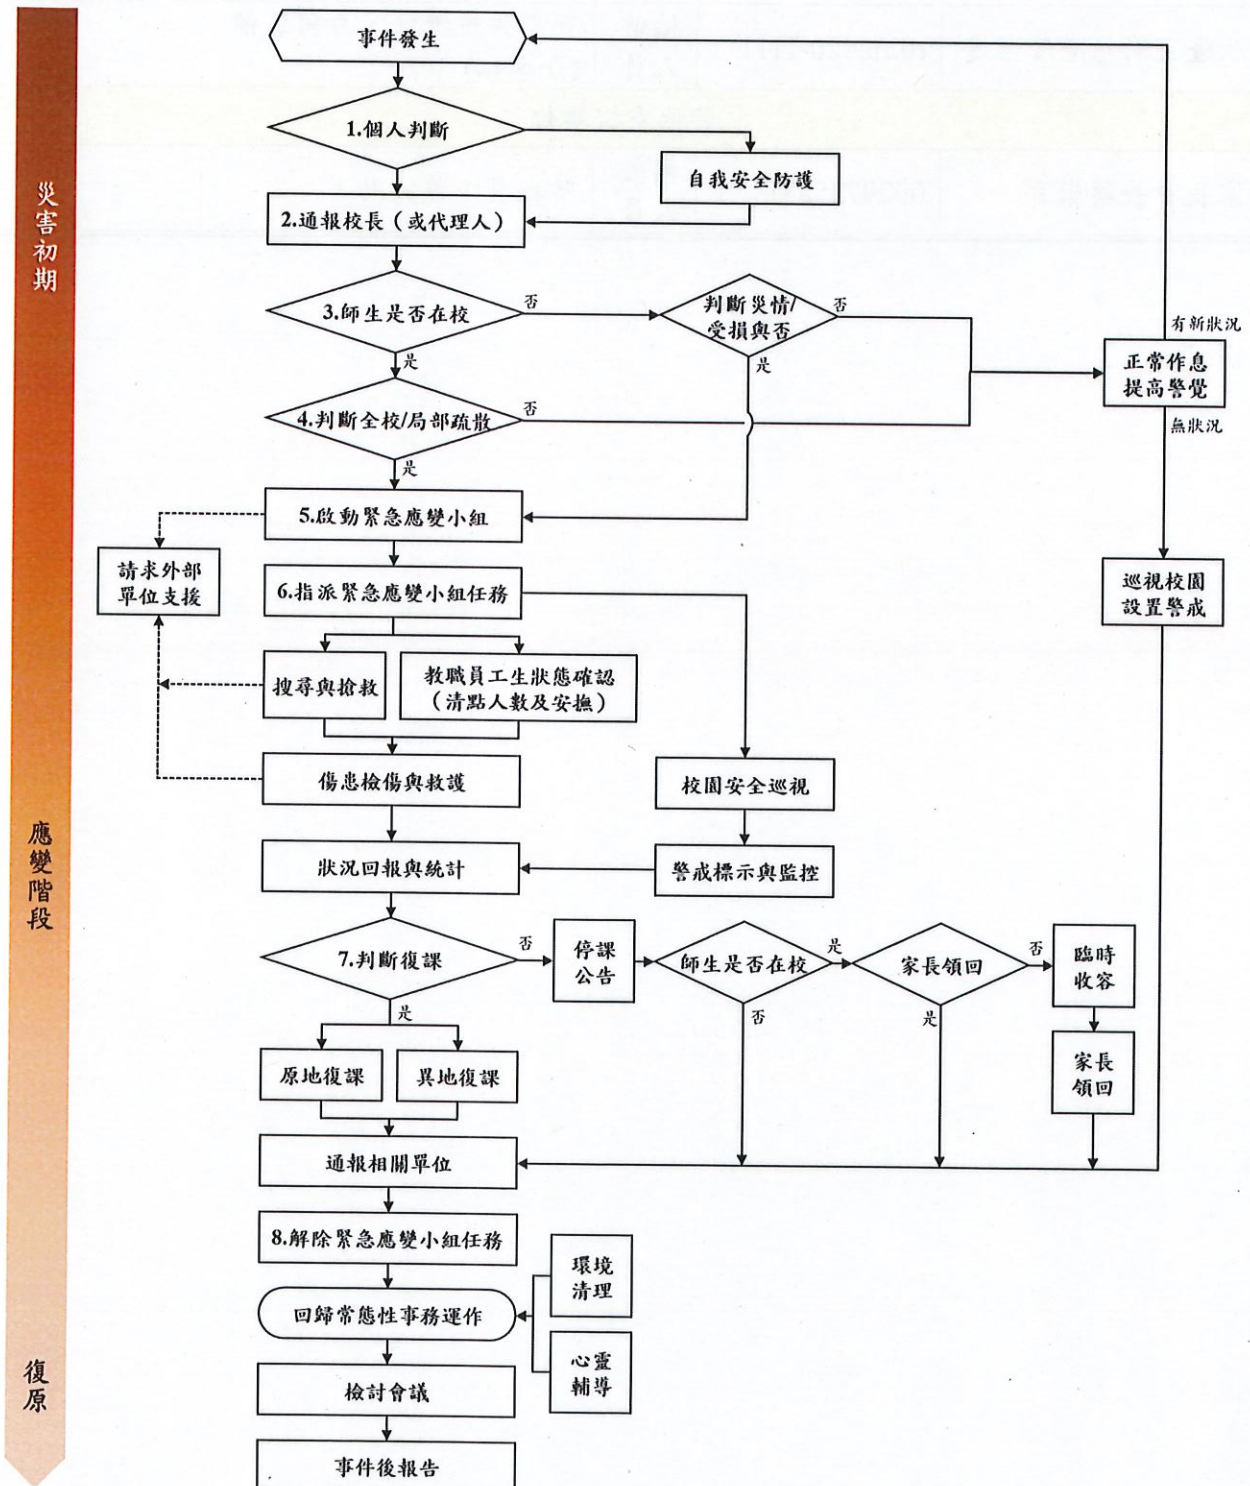 事件發生
1.個人判斷
自我安全防護
2.通報校長（或代理人）
3.師生是否在校
否
判斷災情/
受損與否
否
有新狀況
正常作息
提高警覺
無狀況
是
是
4.判斷全校/局部疏散
否
是
5.啟動緊急應變小組
請求外部
單位支援
6.指派緊急應變小組任務
巡視校園
設置警戒
搜尋與搶救
教職員工生狀態確認
（清點人數及安撫）
傷患檢傷與救護
校園安全巡視
狀況回報與統計
警戒標示與監控
7.判斷復課
否
停課
公告
師生是否在校
是
家長領回
否
臨時
收容
是
否
是
原地復課
異地復課
家長
領回
通報相關單位
8.解除緊急應變小組任務
環境
清理
回歸常態性事務運作
心靈
輔導
檢討會議
事件後報告
災害初期
應變階段
復原